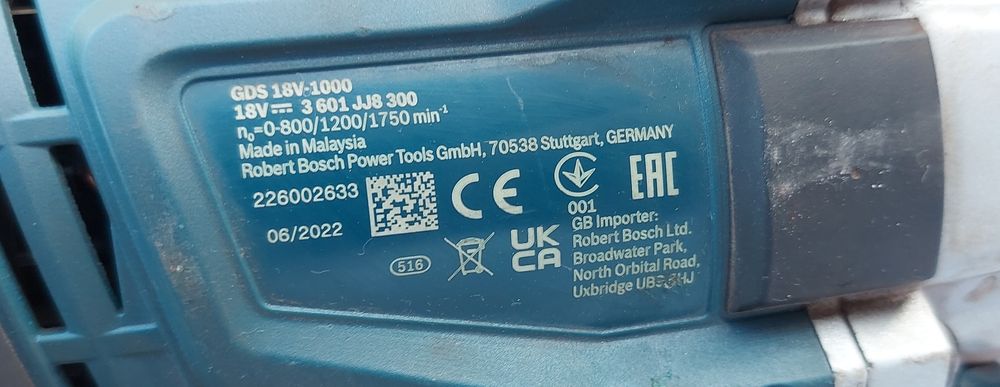 GDS 18V-1000
18V⎓ 3 601 JJ8 300
n₀=0-800/1200/1750 min⁻¹
Made in Malaysia
Robert Bosch Power Tools GmbH, 70538 Stuttgart, GERMANY
226002633
06/2022
CE
001
EAC
516
UK
CA
GB Importer:
Robert Bosch Ltd.
Broadwater Park,
North Orbital Road,
Uxbridge